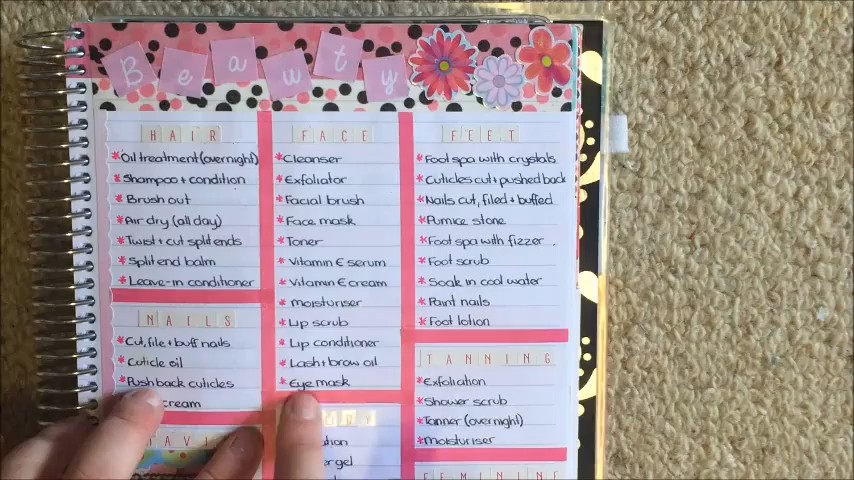 Beauty
HAIR
Oil treatment (overnight)
Shampoo + condition
Brush out
Air dry (all day)
Twist + cut split ends
Split end balm
Leave-in conditioner
NAILS
Cut, file + buff nails
Cuticle oil
Push back cuticles
cream
FACE
Cleanser
Exfoliator
Facial brush
Face mask
Toner
Vitamin E serum
Vitamin E cream
Moisturiser
Lip scrub
Lip conditioner
Lash + brow oil
Eye mask
FEET
Foot spa with crystals
Cuticles cut + pushed back
Nails cut, filed + buffed
Pumice stone
Foot spa with fizzer
Foot scrub
Soak in cool water
Paint nails
Foot lotion
TANNING
Exfoliation
Shower scrub
Tanner (overnight)
Moisturiser
FEMININE